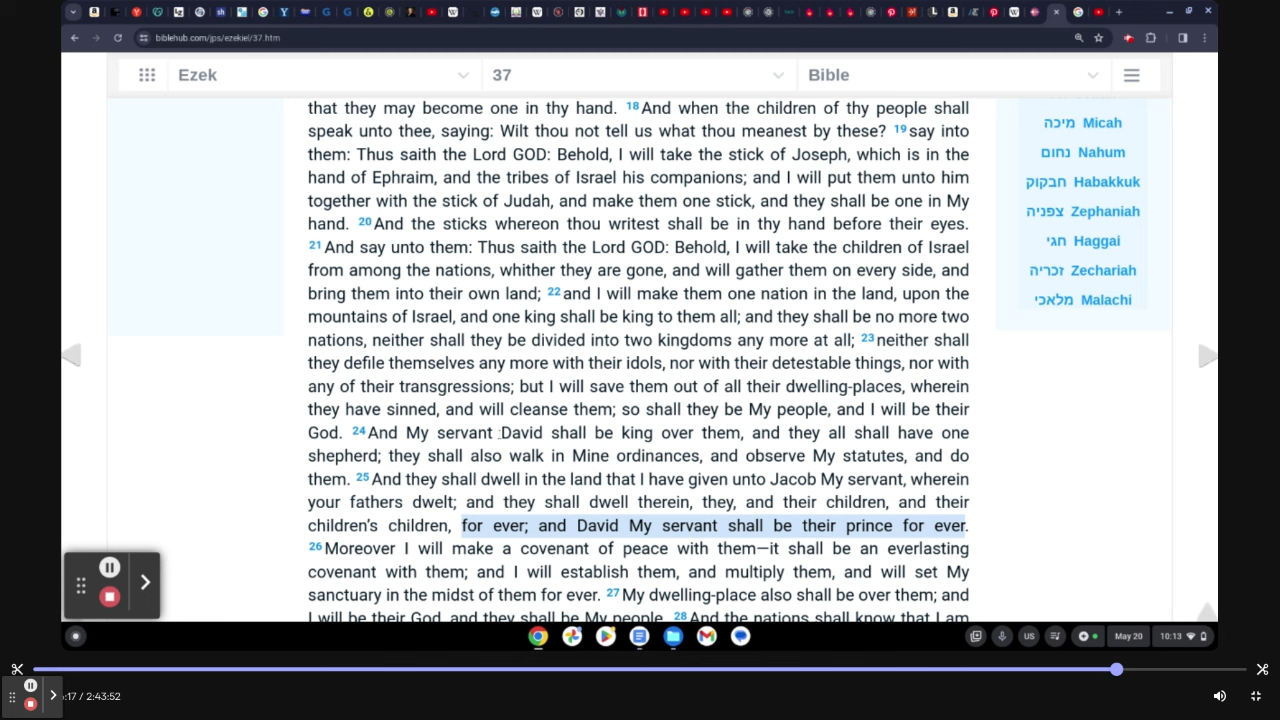 biblehub.com/jps/ezekiel/37.htm
Ezek
37
Bible
that they may become one in thy hand. 18 And when the children of thy people shall
speak unto thee, saying: Wilt thou not tell us what thou meanest by these? 19 say into
them: Thus saith the Lord GOD: Behold, I will take the stick of Joseph, which is in the
hand of Ephraim, and the tribes of Israel his companions; and I will put them unto him
together with the stick of Judah, and make them one stick, and they shall be one in My
hand. 20 And the sticks whereon thou writest shall be in thy hand before their eyes.
21 And say unto them: Thus saith the Lord GOD: Behold, I will take the children of Israel
from among the nations, whither they are gone, and will gather them on every side, and
bring them into their own land; 22 and I will make them one nation in the land, upon the
mountains of Israel, and one king shall be king to them all; and they shall be no more two
nations, neither shall they be divided into two kingdoms any more at all; 23 neither shall
they defile themselves any more with their idols, nor with their detestable things, nor with
any of their transgressions; but I will save them out of all their dwelling-places, wherein
they have sinned, and will cleanse them; so shall they be My people, and I will be their
God. 24 And My servant David shall be king over them, and they all shall have one
shepherd; they shall also walk in Mine ordinances, and observe My statutes, and do
them. 25 And they shall dwell in the land that I have given unto Jacob My servant, wherein
your fathers dwelt; and they shall dwell therein, they, and their children, and their
children's children, for ever; and David My servant shall be their prince for ever.
26 Moreover I will make a covenant of peace with them—it shall be an everlasting
covenant with them; and I will establish them, and multiply them, and will set My
sanctuary in the midst of them for ever. 27 My dwelling-place also shall be over them; and
I will be their God, and they shall be My people. 28 And the nations shall know that I am
מיכה Micah
נחום Nahum
חבקוק Habakkuk
צפניה Zephaniah
חגי Haggai
זכריה Zechariah
מלאכי Malachi
US
May 20
10:13
:17 / 2:43:52